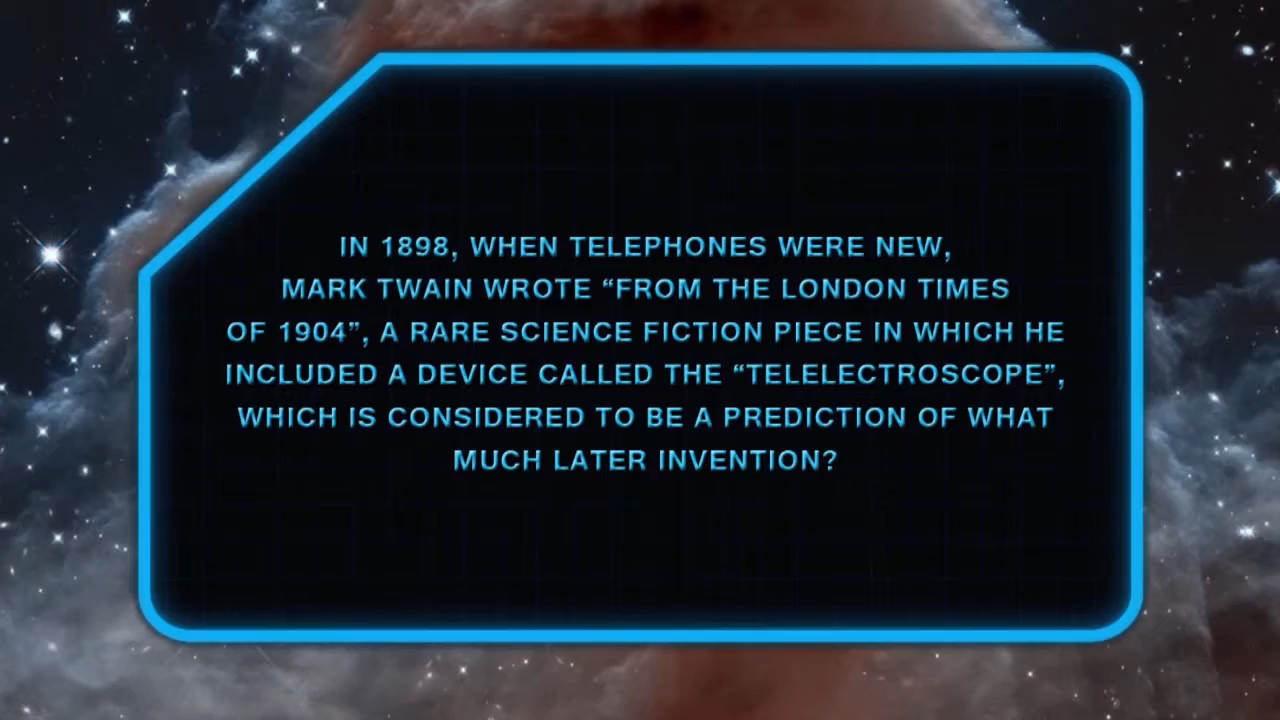 IN 1898, WHEN TELEPHONES WERE NEW,
MARK TWAIN WROTE “FROM THE LONDON TIMES
OF 1904”, A RARE SCIENCE FICTION PIECE IN WHICH HE
INCLUDED A DEVICE CALLED THE “TELELECTROSCOPE”,
WHICH IS CONSIDERED TO BE A PREDICTION OF WHAT
MUCH LATER INVENTION?